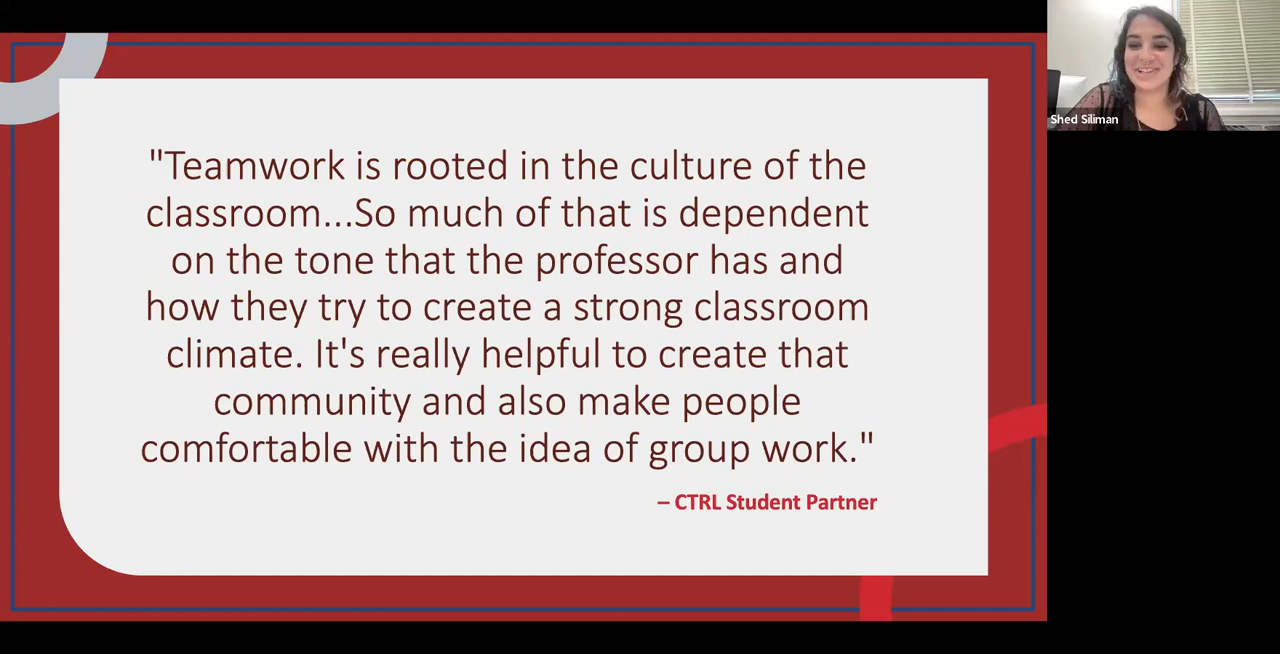 "Teamwork is rooted in the culture of the
classroom...So much of that is dependent
on the tone that the professor has and
how they try to create a strong classroom
climate. It's really helpful to create that
community and also make people
comfortable with the idea of group work."
– CTRL Student Partner
Shed Siliman